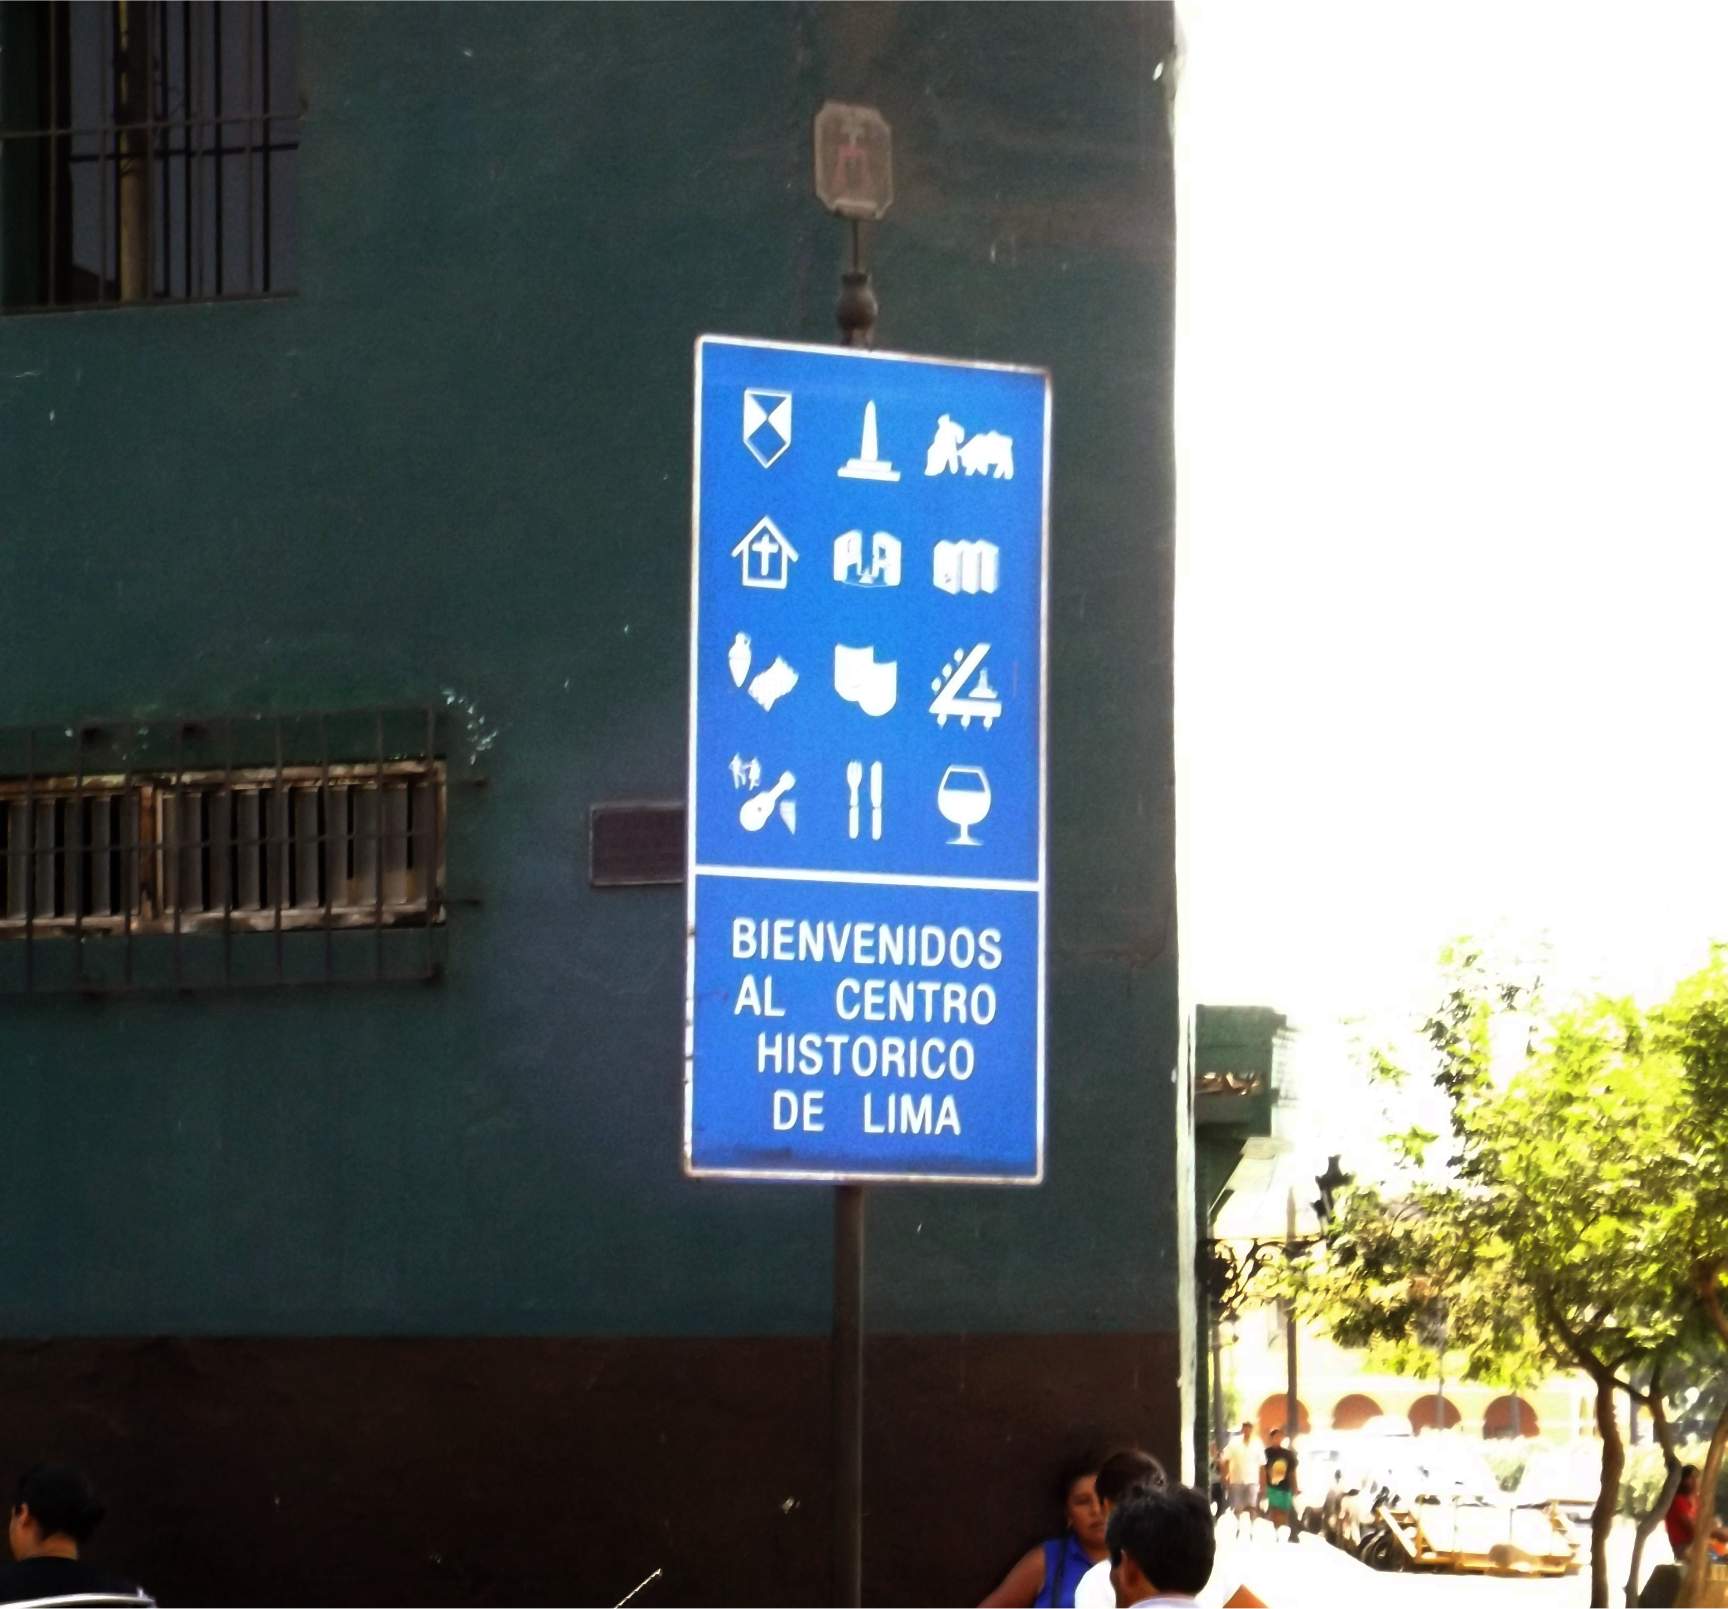 BIENVENIDOS
AL CENTRO
HISTORICO
DE LIMA